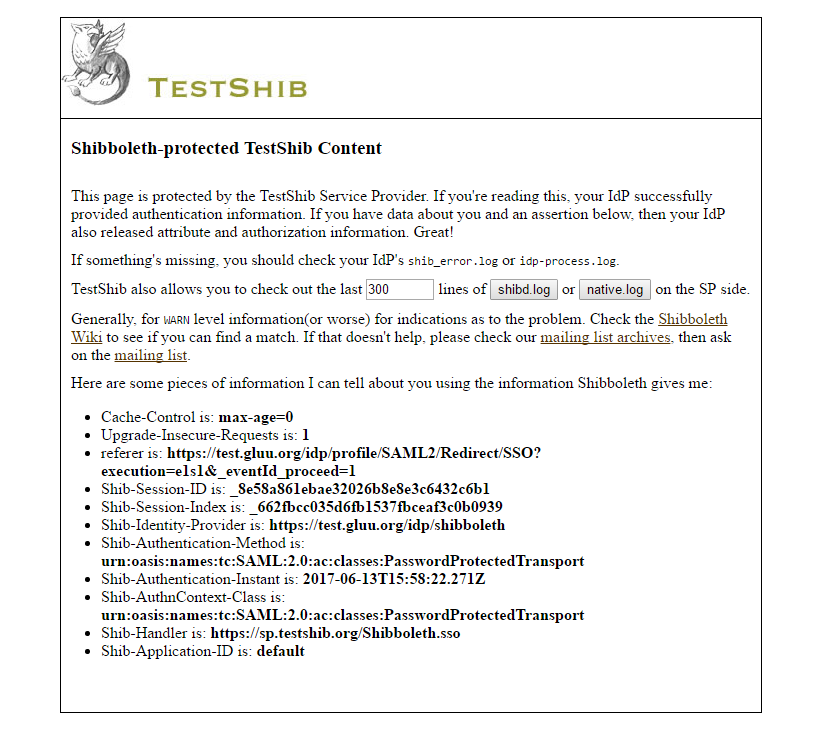 TESTSHIB
Shibboleth-protected TestShib Content
This page is protected by the TestShib Service Provider. If you're reading this, your IdP successfully
provided authentication information. If you have data about you and an assertion below, then your IdP
also released attribute and authorization information. Great!
If something's missing, you should check your IdP's shib_error.log or idp-process.log.
TestShib also allows you to check out the last 300 lines of shibd.log or native.log on the SP side.
Generally, for WARN level information(or worse) for indications as to the problem. Check the Shibboleth
Wiki to see if you can find a match. If that doesn't help, please check our mailing list archives, then ask
on the mailing list.
Here are some pieces of information I can tell about you using the information Shibboleth gives me:
• Cache-Control is: max-age=0
• Upgrade-Insecure-Requests is: 1
• referer is: https://test.gluu.org/idp/profile/SAML2/Redirect/SSO?
execution=e1s1&_eventId_proceed=1
• Shib-Session-ID is: _8e58a861ebae32026b8e8e3c6432c6b1
• Shib-Session-Index is: _662fbcc035d6fb1537fbceaf3c0b0939
• Shib-Identity-Provider is: https://test.gluu.org/idp/shibboleth
• Shib-Authentication-Method is:
urn:oasis:names:tc:SAML:2.0:ac:classes:PasswordProtectedTransport
• Shib-Authentication-Instant is: 2017-06-13T15:58:22.271Z
• Shib-AuthnContext-Class is:
urn:oasis:names:tc:SAML:2.0:ac:classes:PasswordProtectedTransport
• Shib-Handler is: https://sp.testshib.org/Shibboleth.sso
• Shib-Application-ID is: default